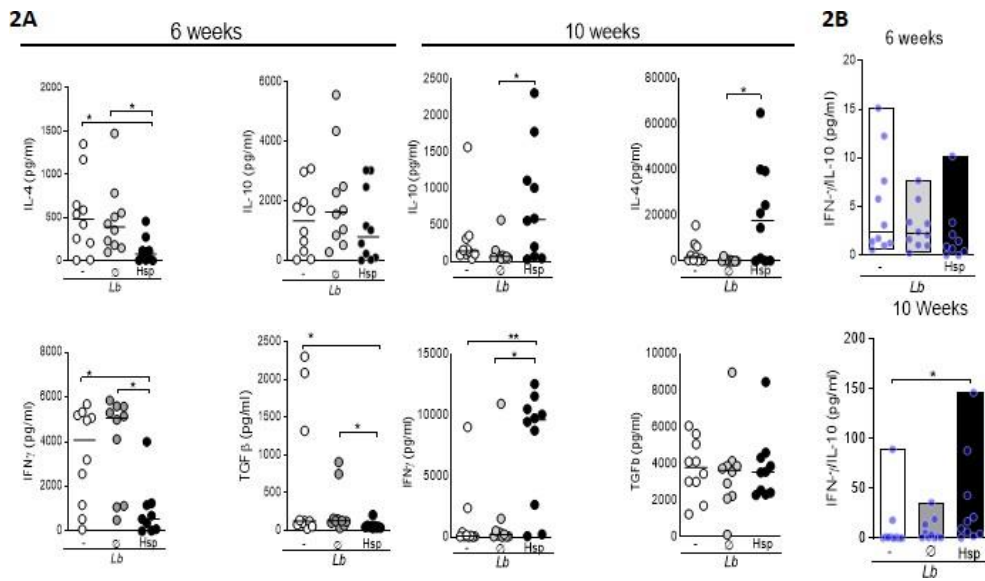 2A
6 weeks
10 weeks
2B
IL-4 (pg/ml)
2000
1500
1000
500
0
*
*
-
∅
Hsp
Lb
IL-10 (pg/ml)
6000
4000
2000
0
-
∅
Hsp
Lb
IL-10 (pg/ml)
2500
2000
1500
1000
500
0
*
-
∅
Hsp
Lb
IL-4 (pg/ml)
80000
60000
40000
20000
0
*
-
∅
Hsp
Lb
6 weeks
IFN-γ/IL-10 (pg/ml)
15
10
5
0
-
Hsp
Lb
IFNγ (pg/ml)
8000
6000
4000
2000
0
*
*
-
∅
Hsp
Lb
TGF β (pg/ml)
2500
2000
1500
1000
500
0
*
*
-
∅
Hsp
Lb
IFNγ (pg/ml)
15000
10000
5000
0
**
*
-
∅
Hsp
Lb
TGFb (pg/ml)
10000
8000
6000
4000
2000
0
-
∅
Hsp
Lb
10 Weeks
IFN-γ/IL-10 (pg/ml)
200
150
100
50
0
*
-
∅
Hsp
Lb